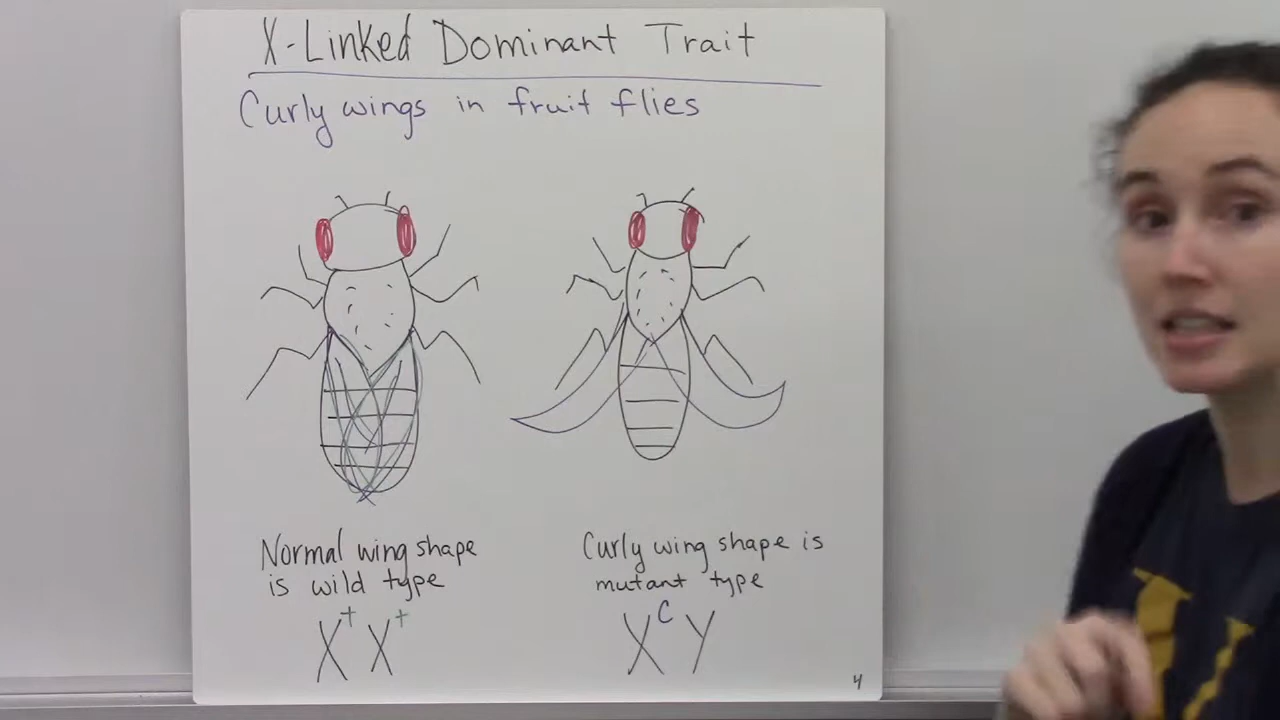 X-Linked Dominant Trait
Curly wings in fruit flies
Normal wing shape
is wild type
X⁺ X⁺
Curly wing shape is
mutant type
Xᶜ Y
4